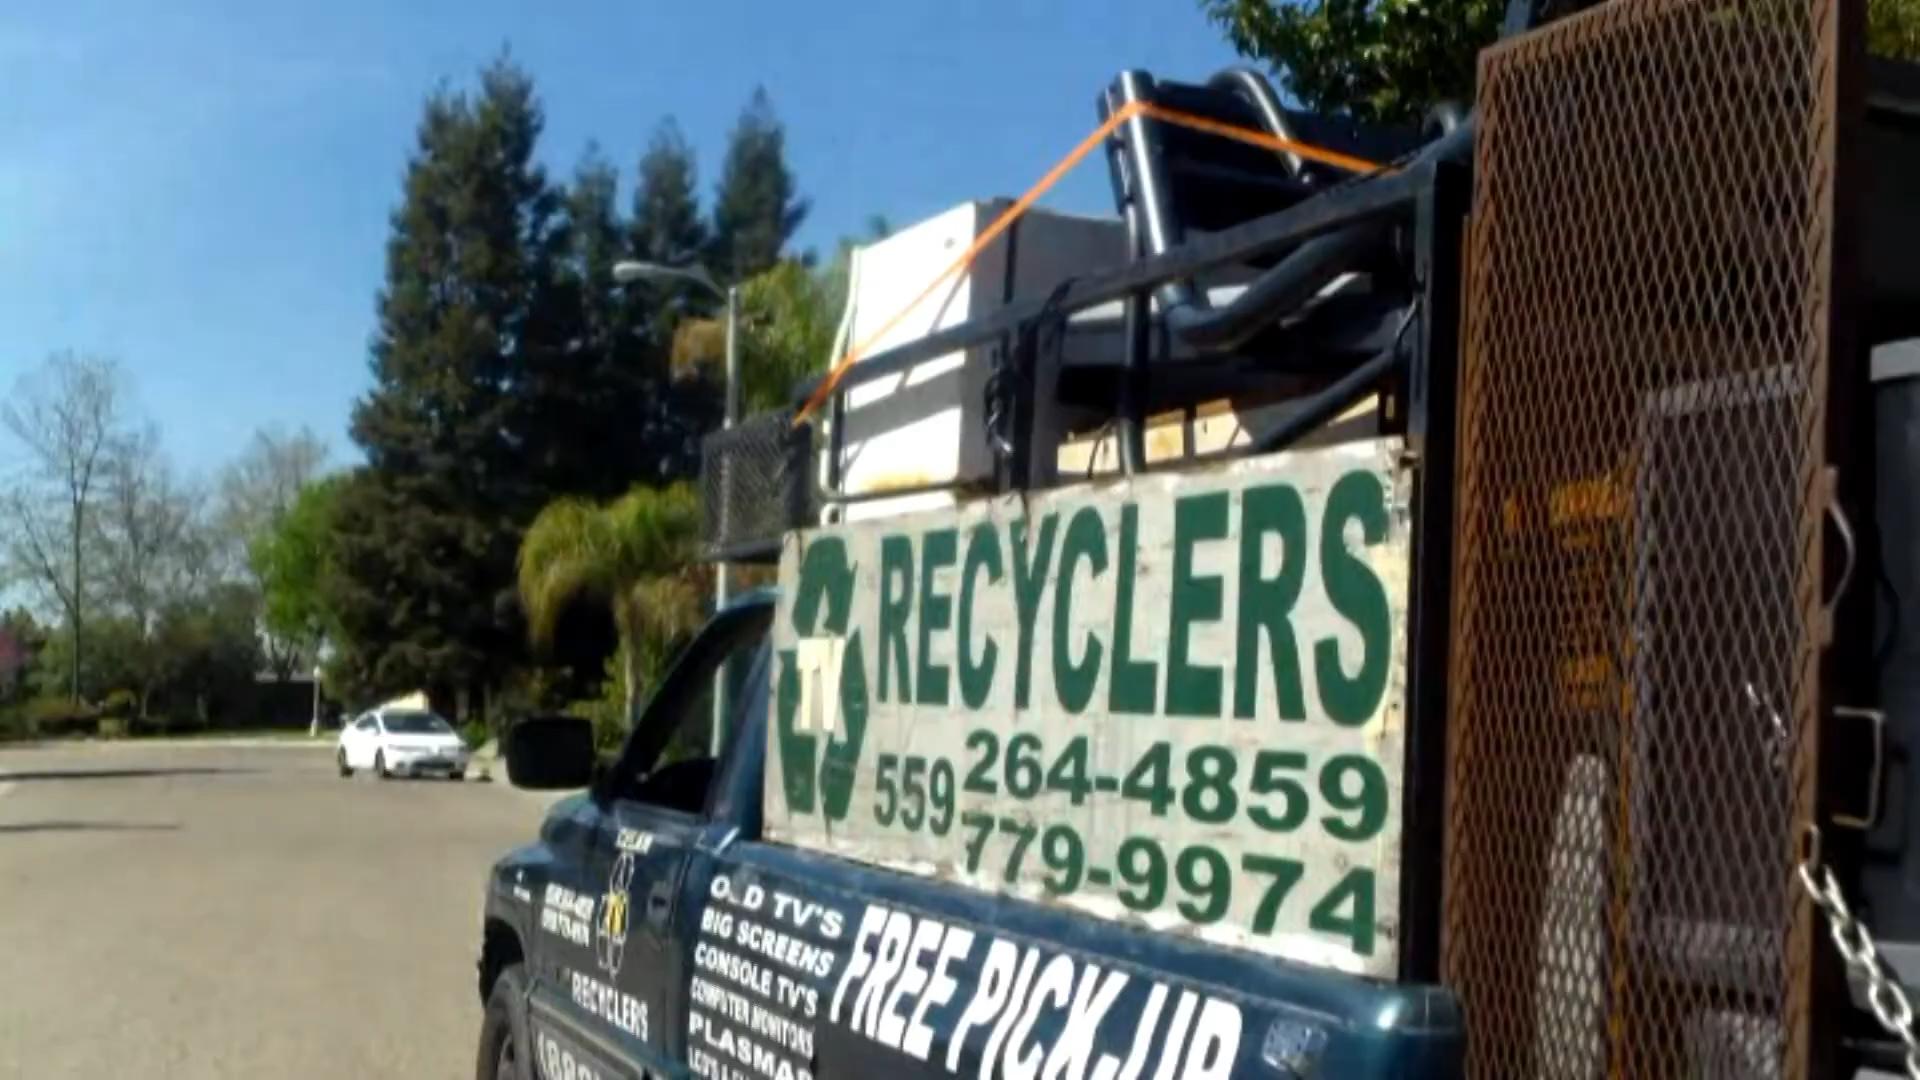 TV
RECYCLERS
559 264-4859
779-9974
OLD TV'S
BIG SCREENS
CONSOLE TV'S
COMPUTER MONITORS
PLASMAS
FREE PICK-UP
RECYCLERS